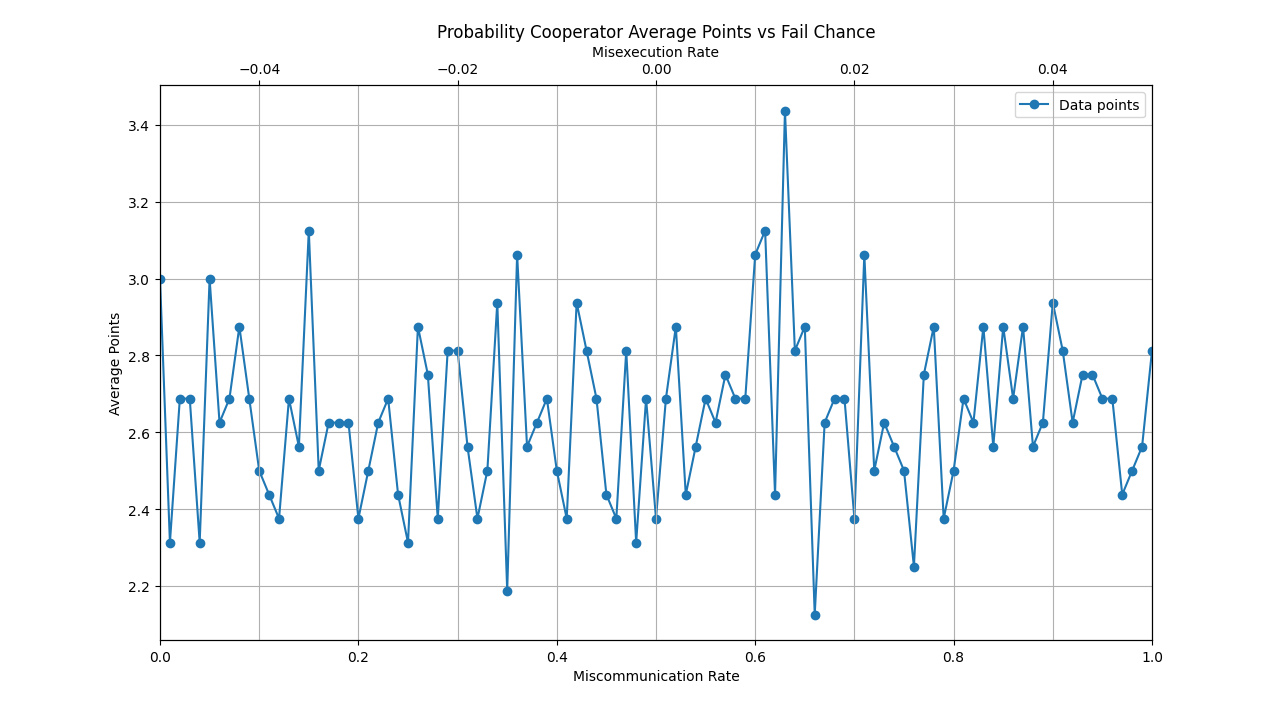 Probability Cooperator Average Points vs Fail Chance
Misexecution Rate
−0.04 −0.02 0.00 0.02 0.04
Data points
3.4
3.2
3.0
2.8
2.6
2.4
2.2
Average Points
0.0 0.2 0.4 0.6 0.8 1.0
Miscommunication Rate